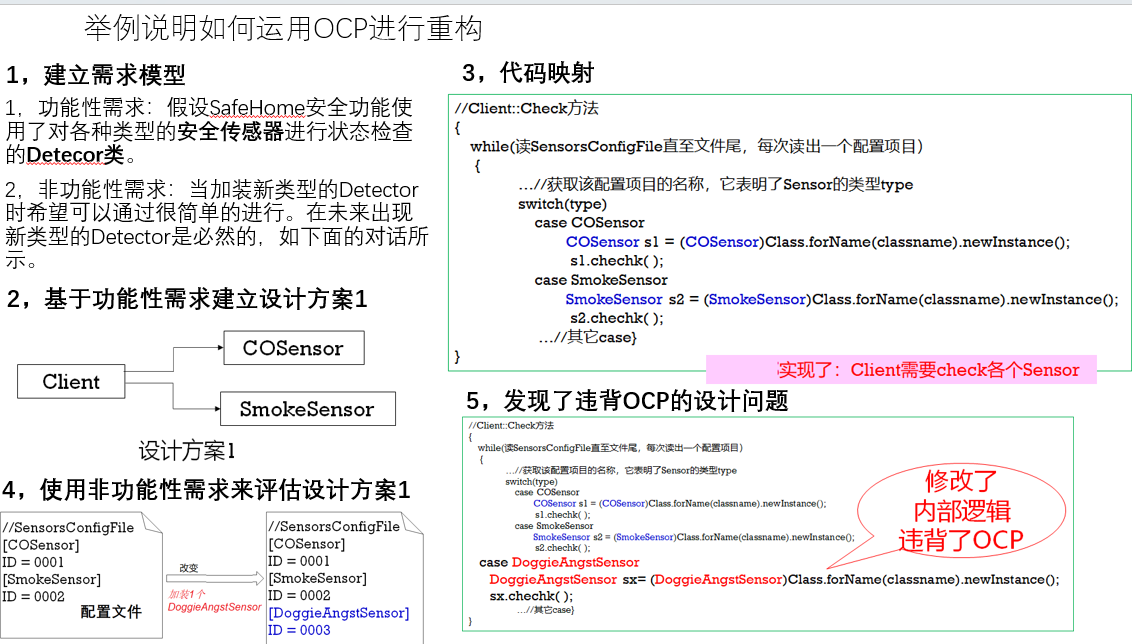 举例说明如何运用OCP进行重构
1，建立需求模型
1，功能性需求：假设SafeHome安全功能使
用了对各种类型的安全传感器进行状态检查
的Detecor类。
2，非功能性需求：当加装新类型的Detector
时希望可以通过很简单的进行。在未来出现
新类型的Detector是必然的，如下面的对话所
示。
2，基于功能性需求建立设计方案1
Client
COSensor
SmokeSensor
设计方案1
3，代码映射
//Client::Check方法
{
while(读SensorsConfigFile直至文件尾，每次读出一个配置项目)
{
…//获取该配置项目的名称，它表明了Sensor的类型type
switch(type)
case COSensor
COSensor s1 = (COSensor)Class.forName(classname).newInstance();
s1.chechk( );
case SmokeSensor
SmokeSensor s2 = (SmokeSensor)Class.forName(classname).newInstance();
s2.chechk( );
…//其它case}
}
实现了：Client需要check各个Sensor
4，使用非功能性需求来评估设计方案1
//SensorsConfigFile
[COSensor]
ID = 0001
[SmokeSensor]
ID = 0002
配置文件
改变
加装1个
DoggieAngstSensor
//SensorsConfigFile
[COSensor]
ID = 0001
[SmokeSensor]
ID = 0002
[DoggieAngstSensor]
ID = 0003
5，发现了违背OCP的设计问题
//Client::Check方法
{
while(读SensorsConfigFile直至文件尾，每次读出一个配置项目)
{
…//获取该配置项目的名称，它表明了Sensor的类型type
switch(type)
case COSensor
COSensor s1 = (COSensor)Class.forName(classname).newInstance();
s1.chechk( );
case SmokeSensor
SmokeSensor s2 = (SmokeSensor)Class.forName(classname).newInstance();
s2.chechk( );
case DoggieAngstSensor
DoggieAngstSensor sx= (DoggieAngstSensor)Class.forName(classname).newInstance();
sx.chechk( );
…//其它case}
}
修改了
内部逻辑
违背了OCP